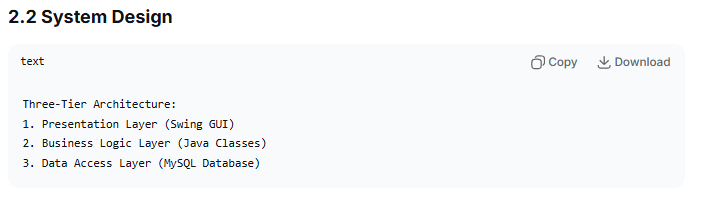 2.2 System Design
text
Copy
Download
Three-Tier Architecture:
1. Presentation Layer (Swing GUI)
2. Business Logic Layer (Java Classes)
3. Data Access Layer (MySQL Database)